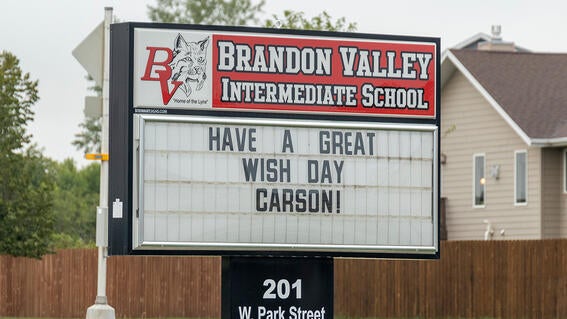 BV
"Home of the Lynx"
BRANDON VALLEY
INTERMEDIATE SCHOOL
HAVE A GREAT
WISH DAY
CARSON!
201
W. Park Street